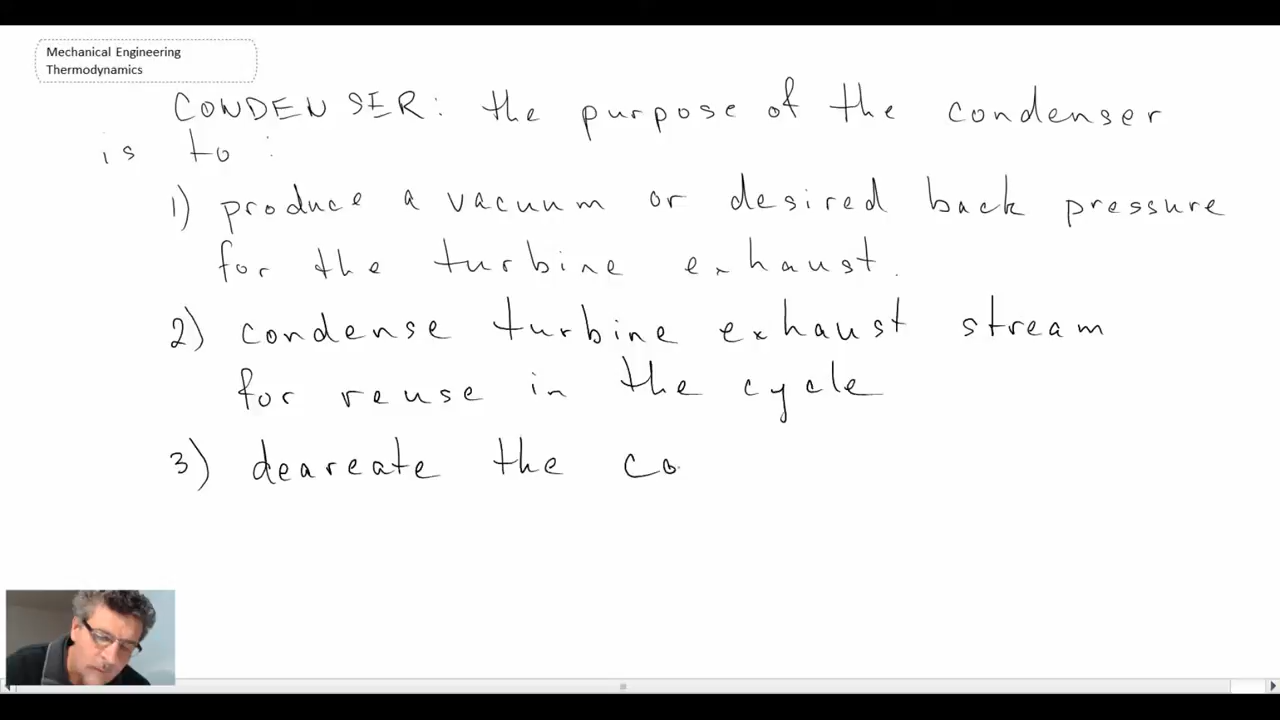 Mechanical Engineering
Thermodynamics
CONDENSER: the purpose of the condenser
is to :
1) produce a vacuum or desired back pressure
for the turbine exhaust.
2) condense turbine exhaust stream
for reuse in the cycle
3) deareate the co